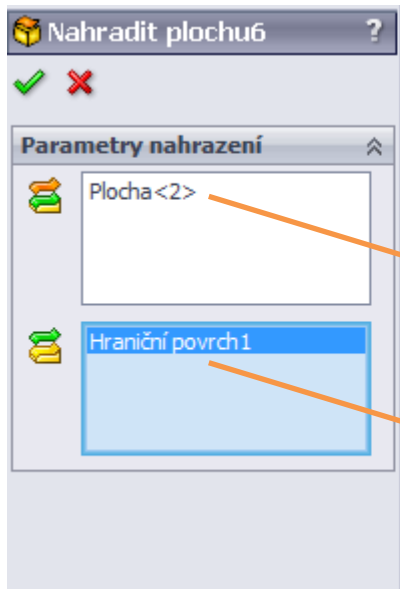 Nahradit plochu6 ?
Parametry nahrazení
Plocha<2>
Hraniční povrch1